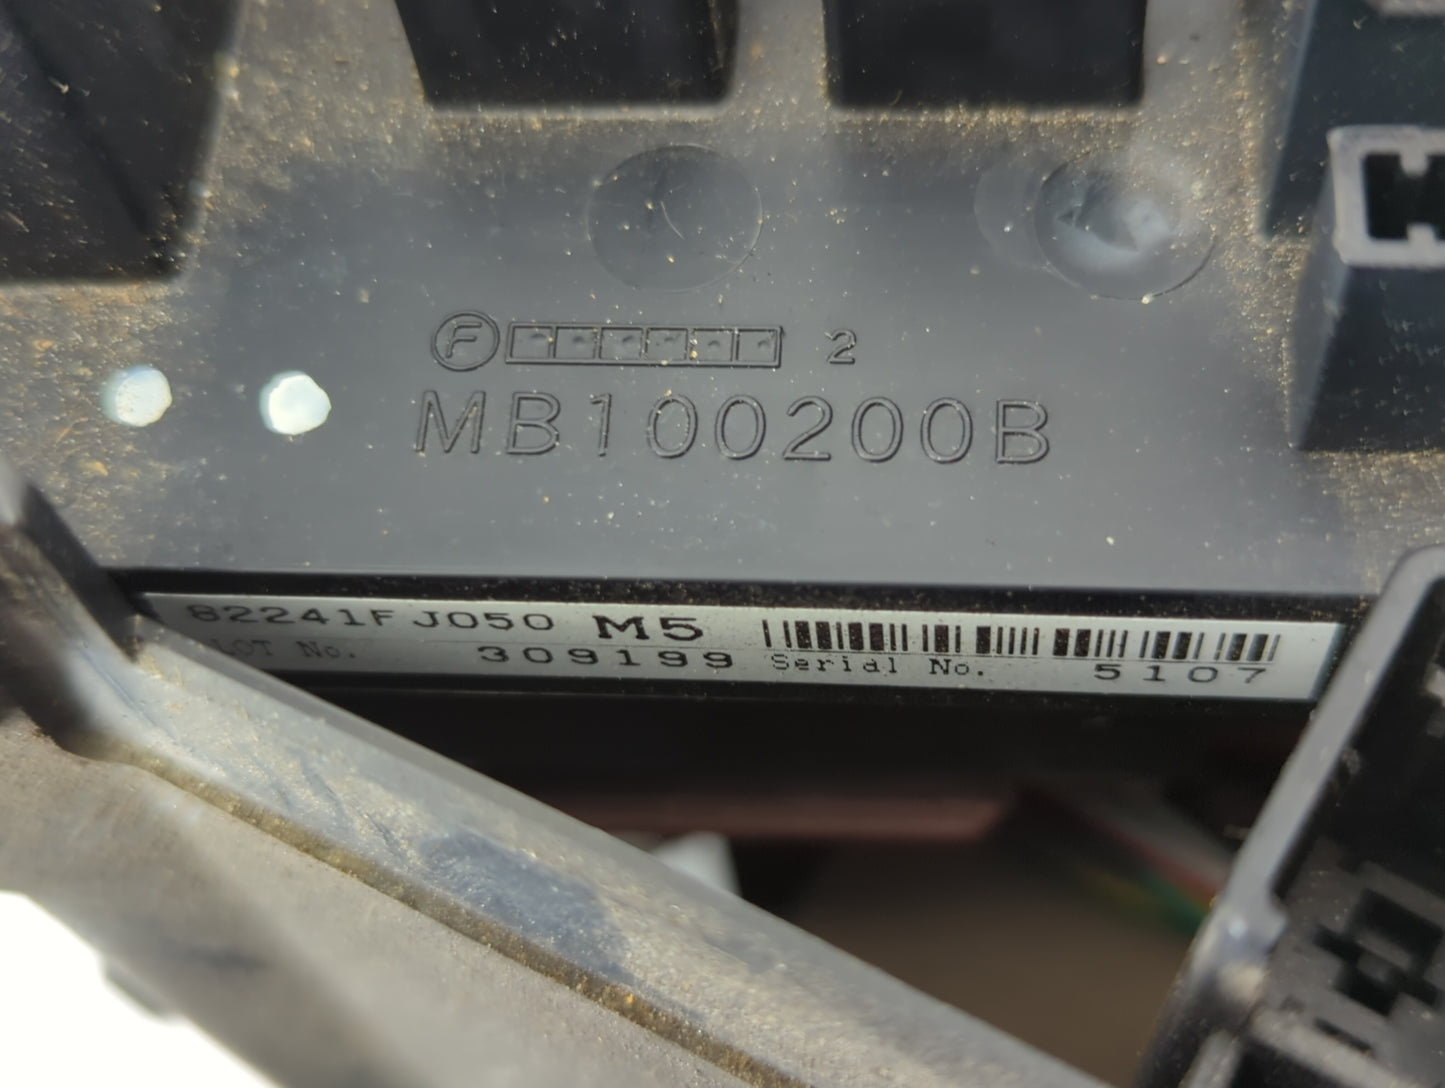 F 2
MB100200B
82241FJ050 M5
LOT No. 309199 Serial No. 5107